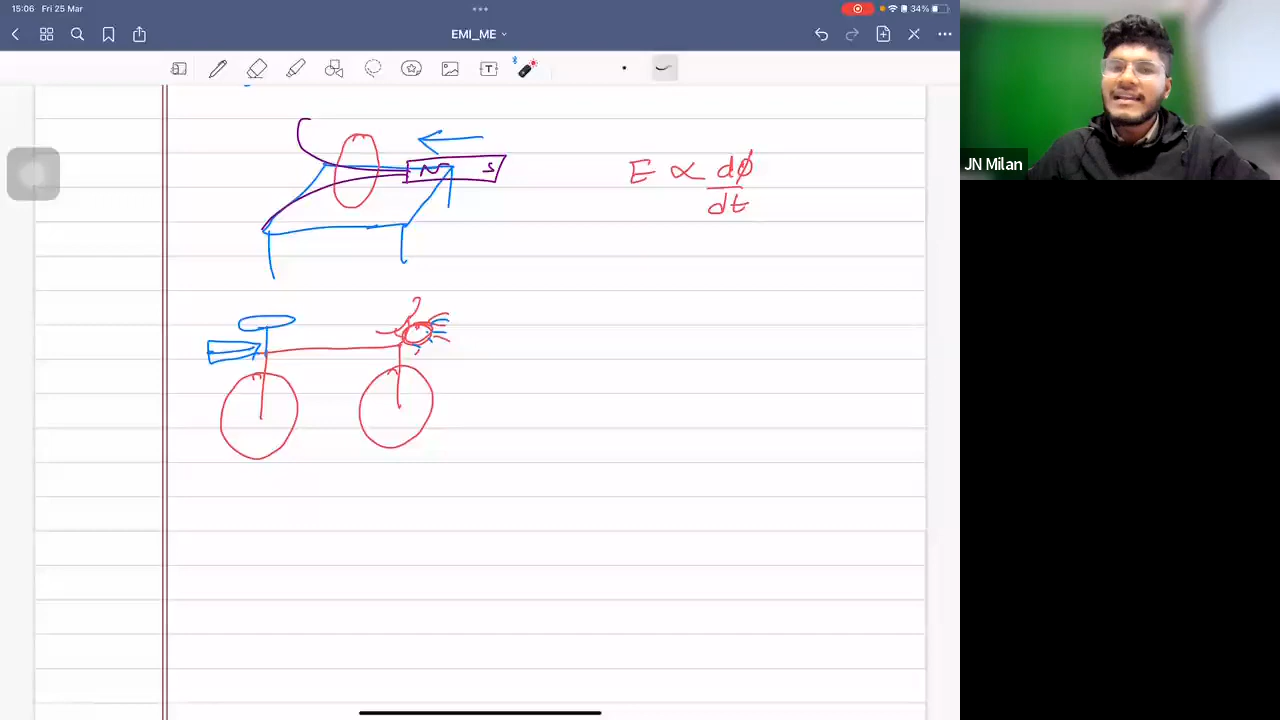 15:06 Fri 25 Mar
34%
EMI_ME
T
JN Milan
N S
E ∝ dϕ/dt